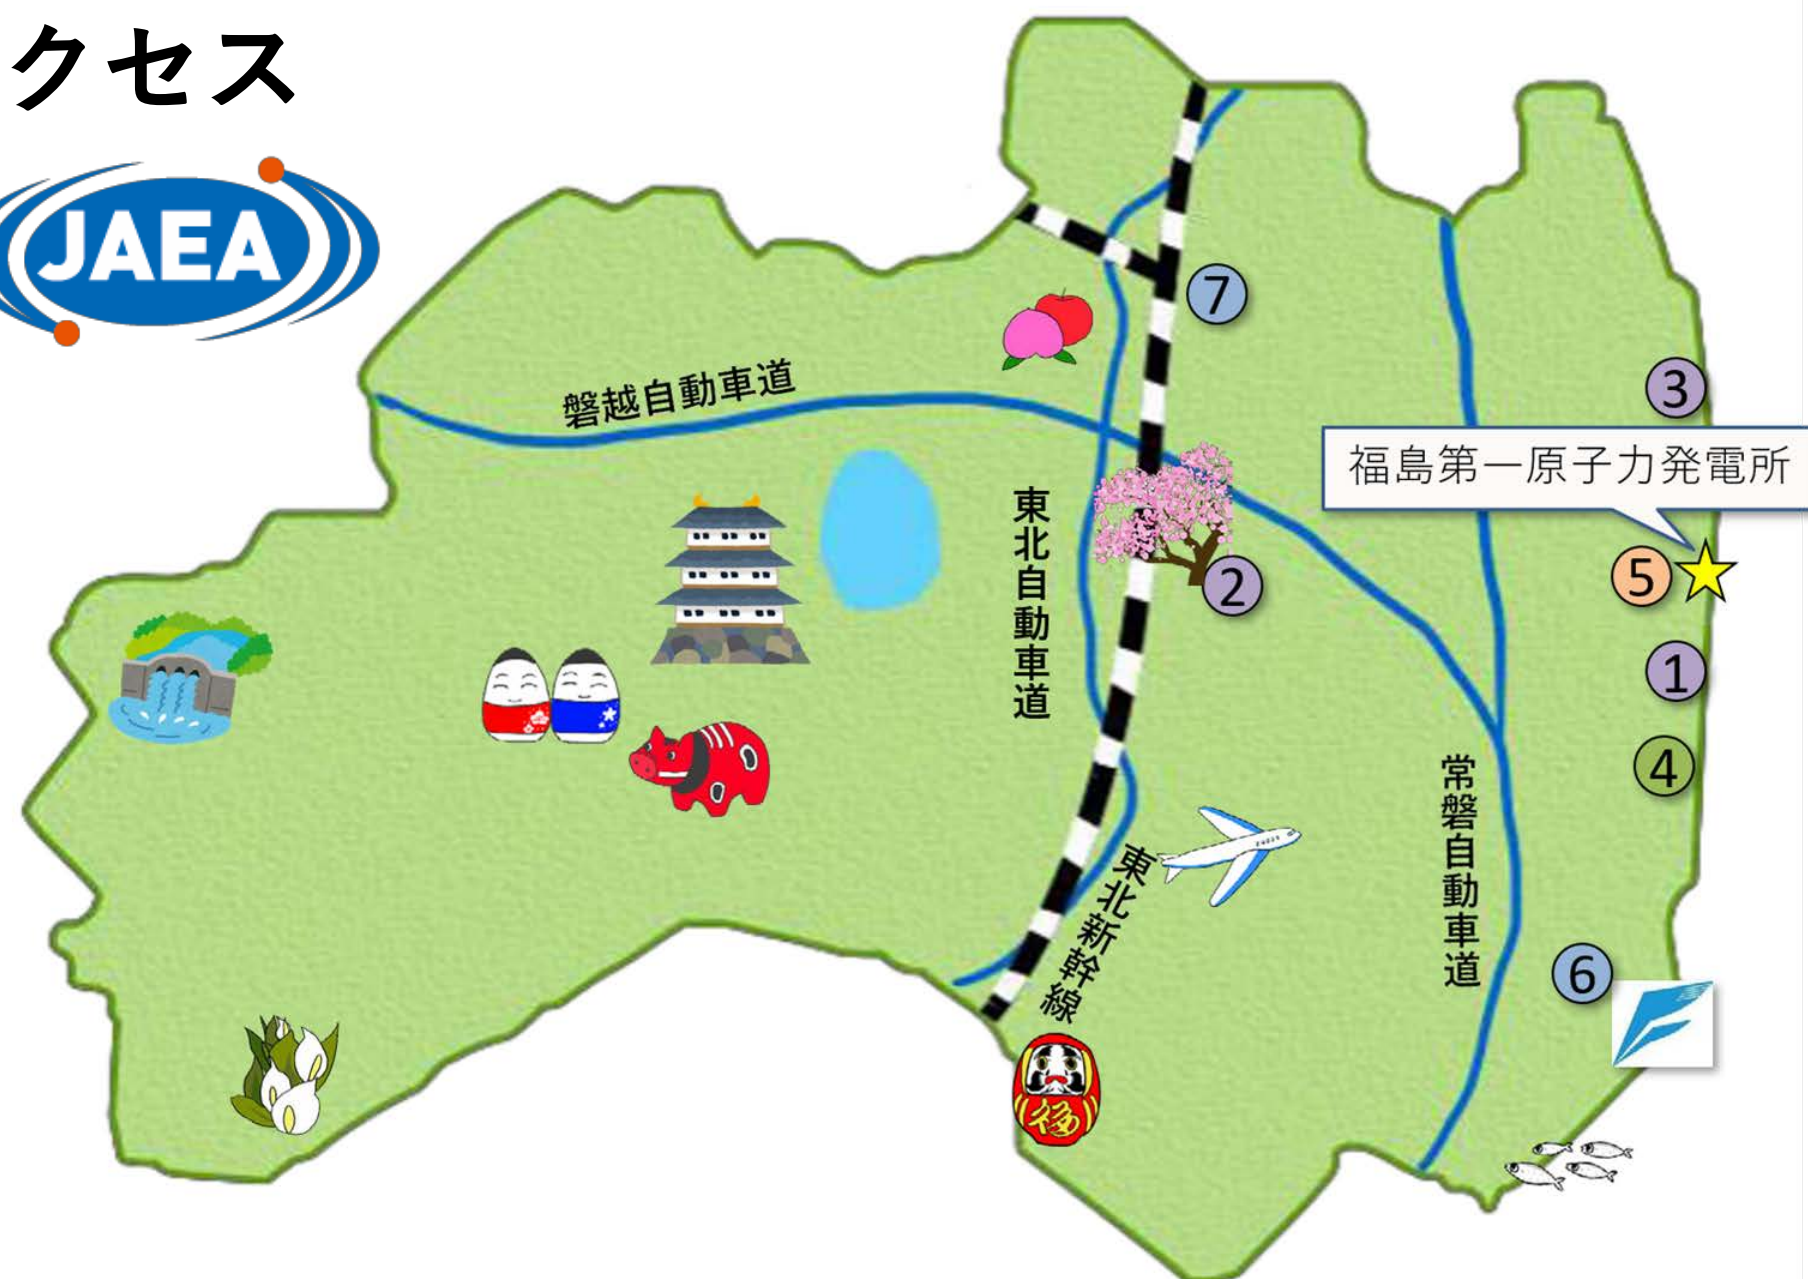 クセス
JAEA
⑦
磐越自動車道
③
福島第一原子力発電所
東北自動車道
②
⑤
①
④
常磐自動車道
東北新幹線
⑥
福